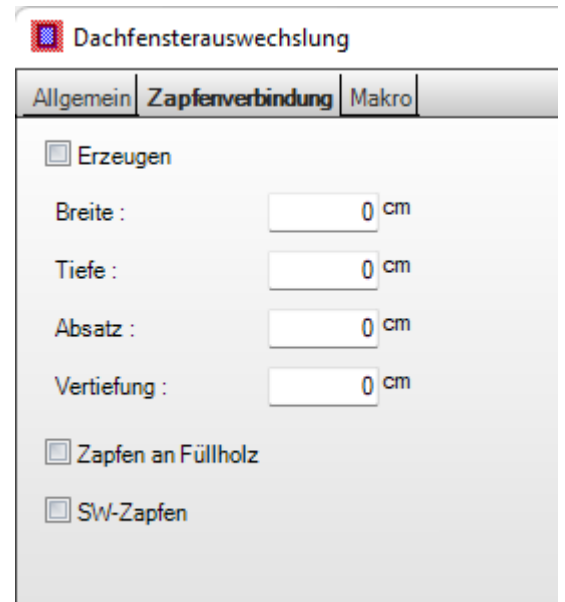 Dachfensterauswechslung
Allgemein Zapfenverbindung Makro
Erzeugen
Breite : 0 cm
Tiefe : 0 cm
Absatz : 0 cm
Vertiefung : 0 cm
Zapfen an Füllholz
SW-Zapfen